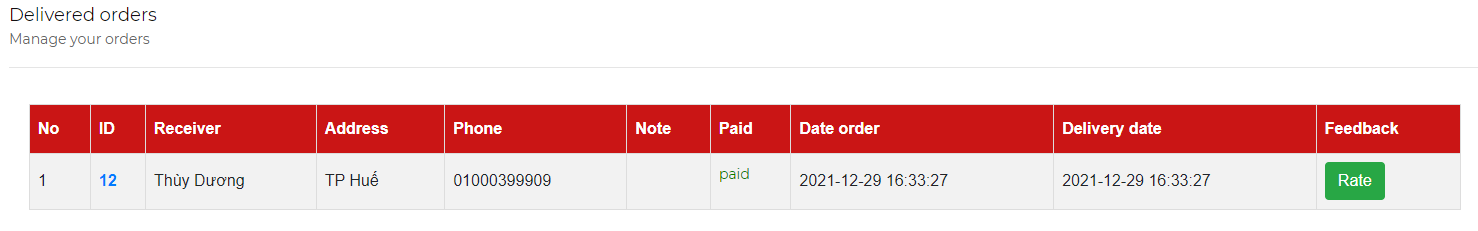 Delivered orders
Manage your orders
No ID Receiver Address Phone Note Paid Date order Delivery date Feedback
1 12 Thùy Dương TP Huế 01000399909 paid 2021-12-29 16:33:27 2021-12-29 16:33:27 Rate